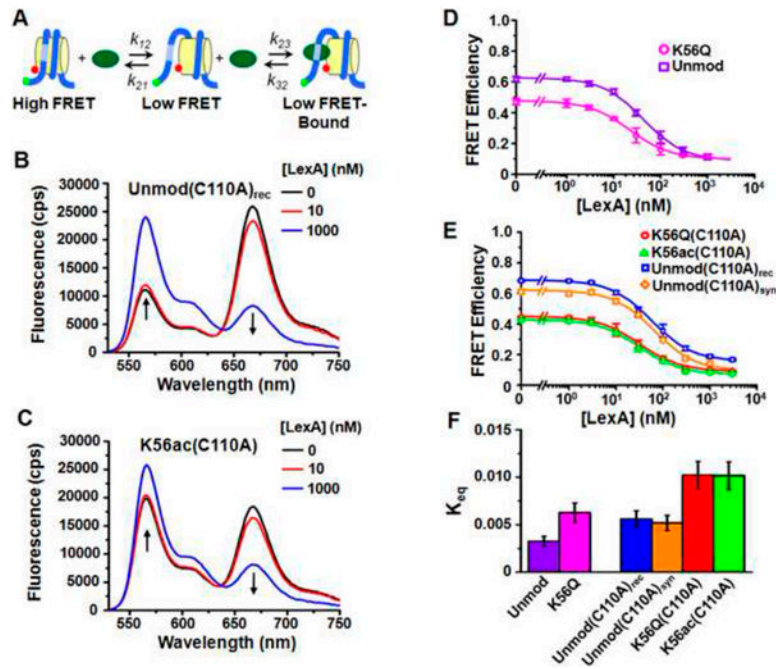 A
k12
k21
k23
k32
+
+
High FRET
Low FRET
Low FRET-
Bound
B
Unmod(C110A)rec
[LexA] (nM)
0
10
1000
Fluorescence (cps)
30000
25000
20000
15000
10000
5000
0
550 600 650 700 750
Wavelength (nm)
C
K56ac(C110A)
[LexA] (nM)
0
10
1000
Fluorescence (cps)
30000
25000
20000
15000
10000
5000
0
550 600 650 700 750
Wavelength (nm)
D
K56Q
Unmod
FRET Efficiency
1.0
0.8
0.6
0.4
0.2
0 10⁰ 10¹ 10² 10³ 10⁴
[LexA] (nM)
E
K56Q(C110A)
K56ac(C110A)
Unmod(C110A)rec
Unmod(C110A)syn
FRET Efficiency
1.0
0.8
0.6
0.4
0.2
0
0 10⁰ 10¹ 10² 10³ 10⁴
[LexA] (nM)
F
Keq
0.015
0.010
0.005
0.000
Unmod
K56Q
Unmod(C110A)rec
Unmod(C110A)syn
K56Q(C110A)
K56ac(C110A)